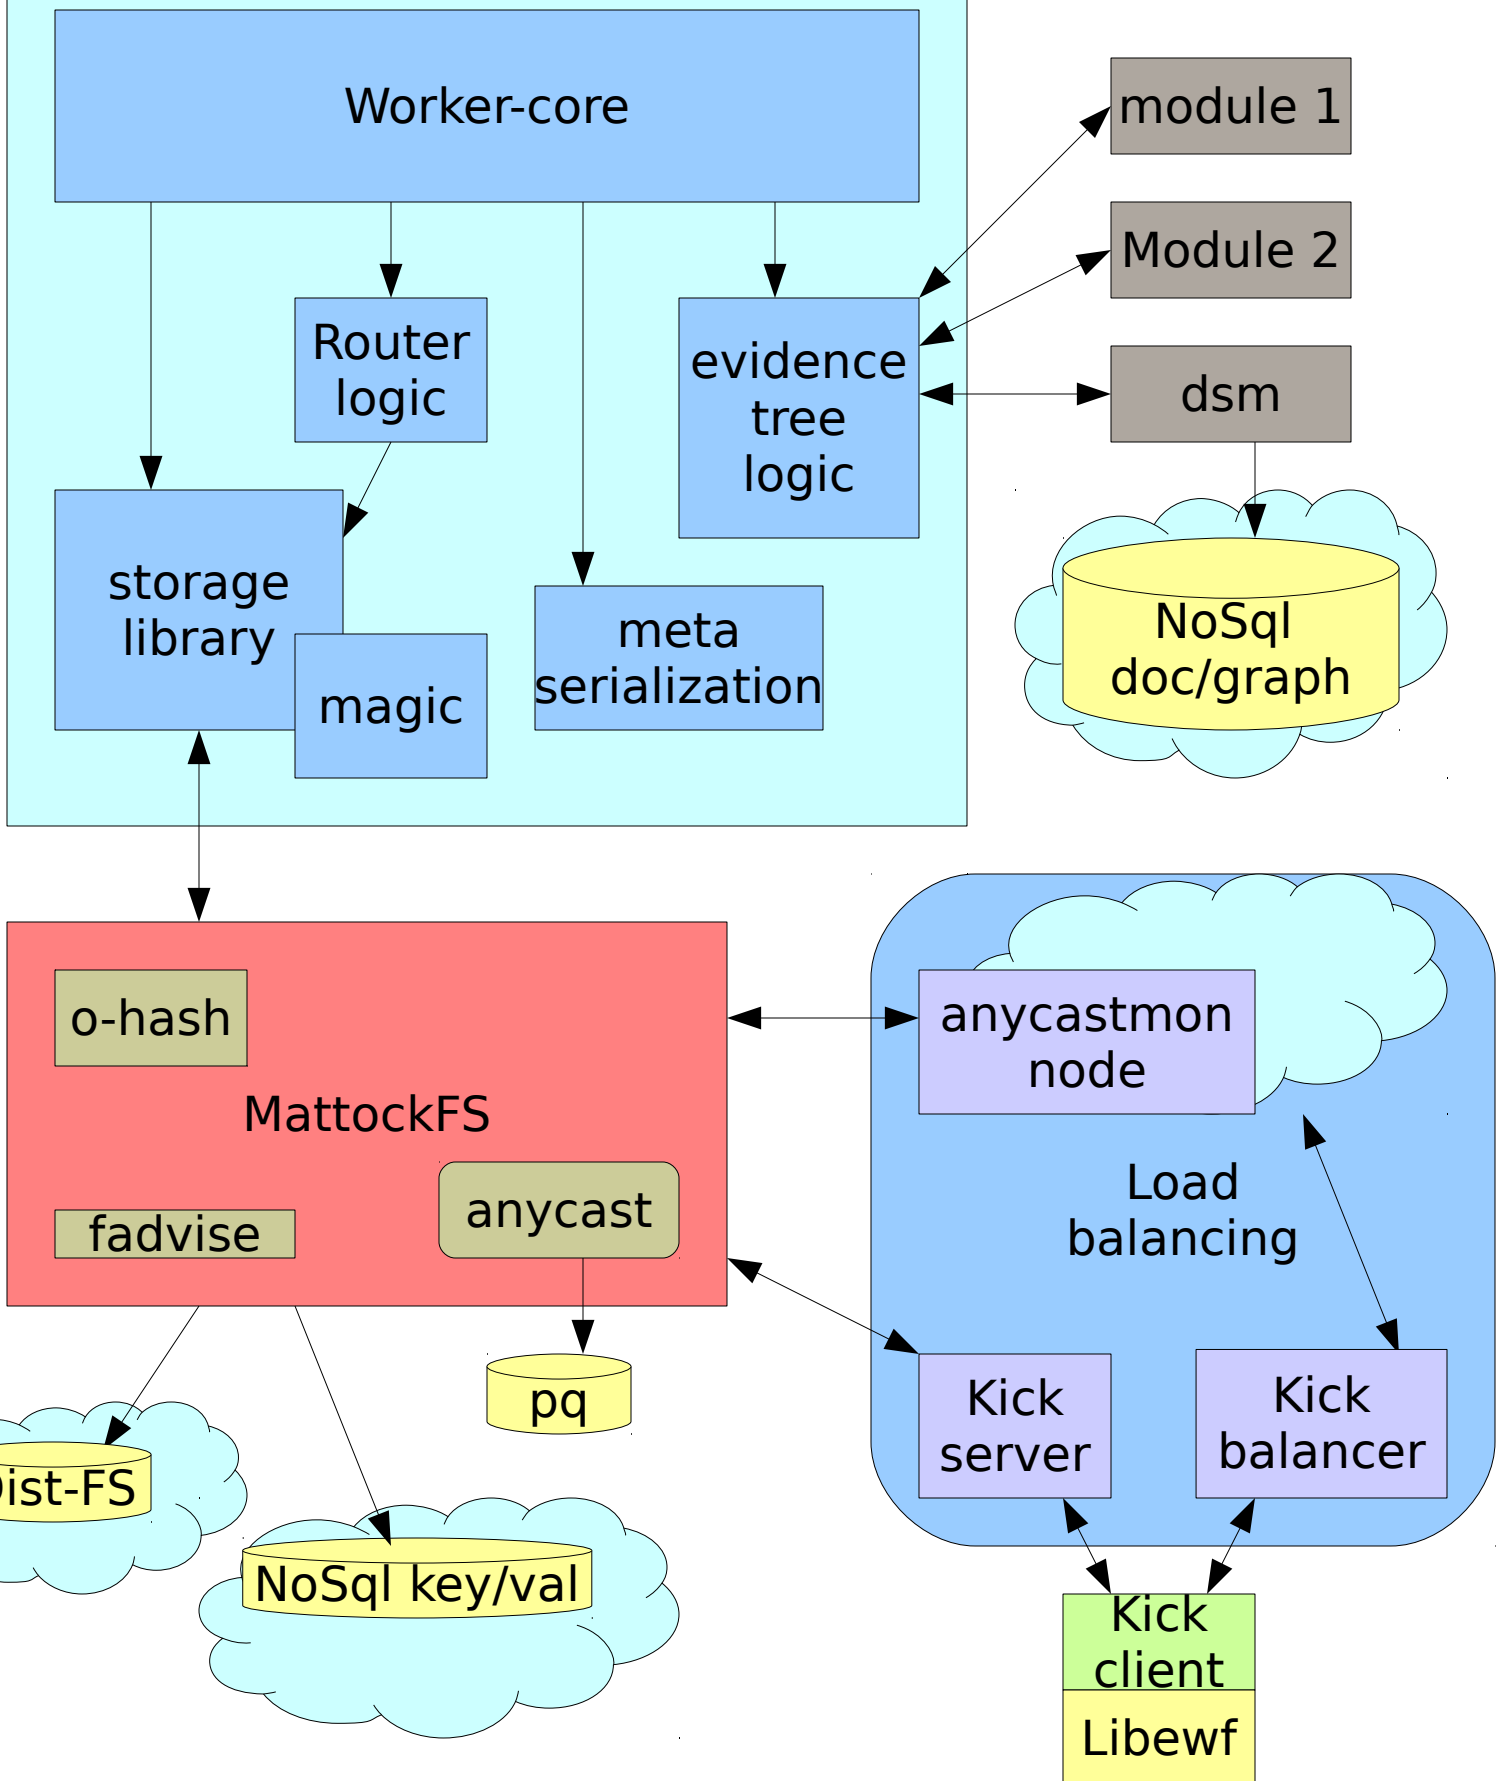 Worker-core
module 1
Module 2
Router
logic
evidence
tree
logic
dsm
storage
library
magic
meta
serialization
NoSql
doc/graph
o-hash
MattockFS
fadvise
anycast
anycastmon
node
Load
balancing
pq
Kick
server
Kick
balancer
ist-FS
NoSql key/val
Kick
client
Libewf